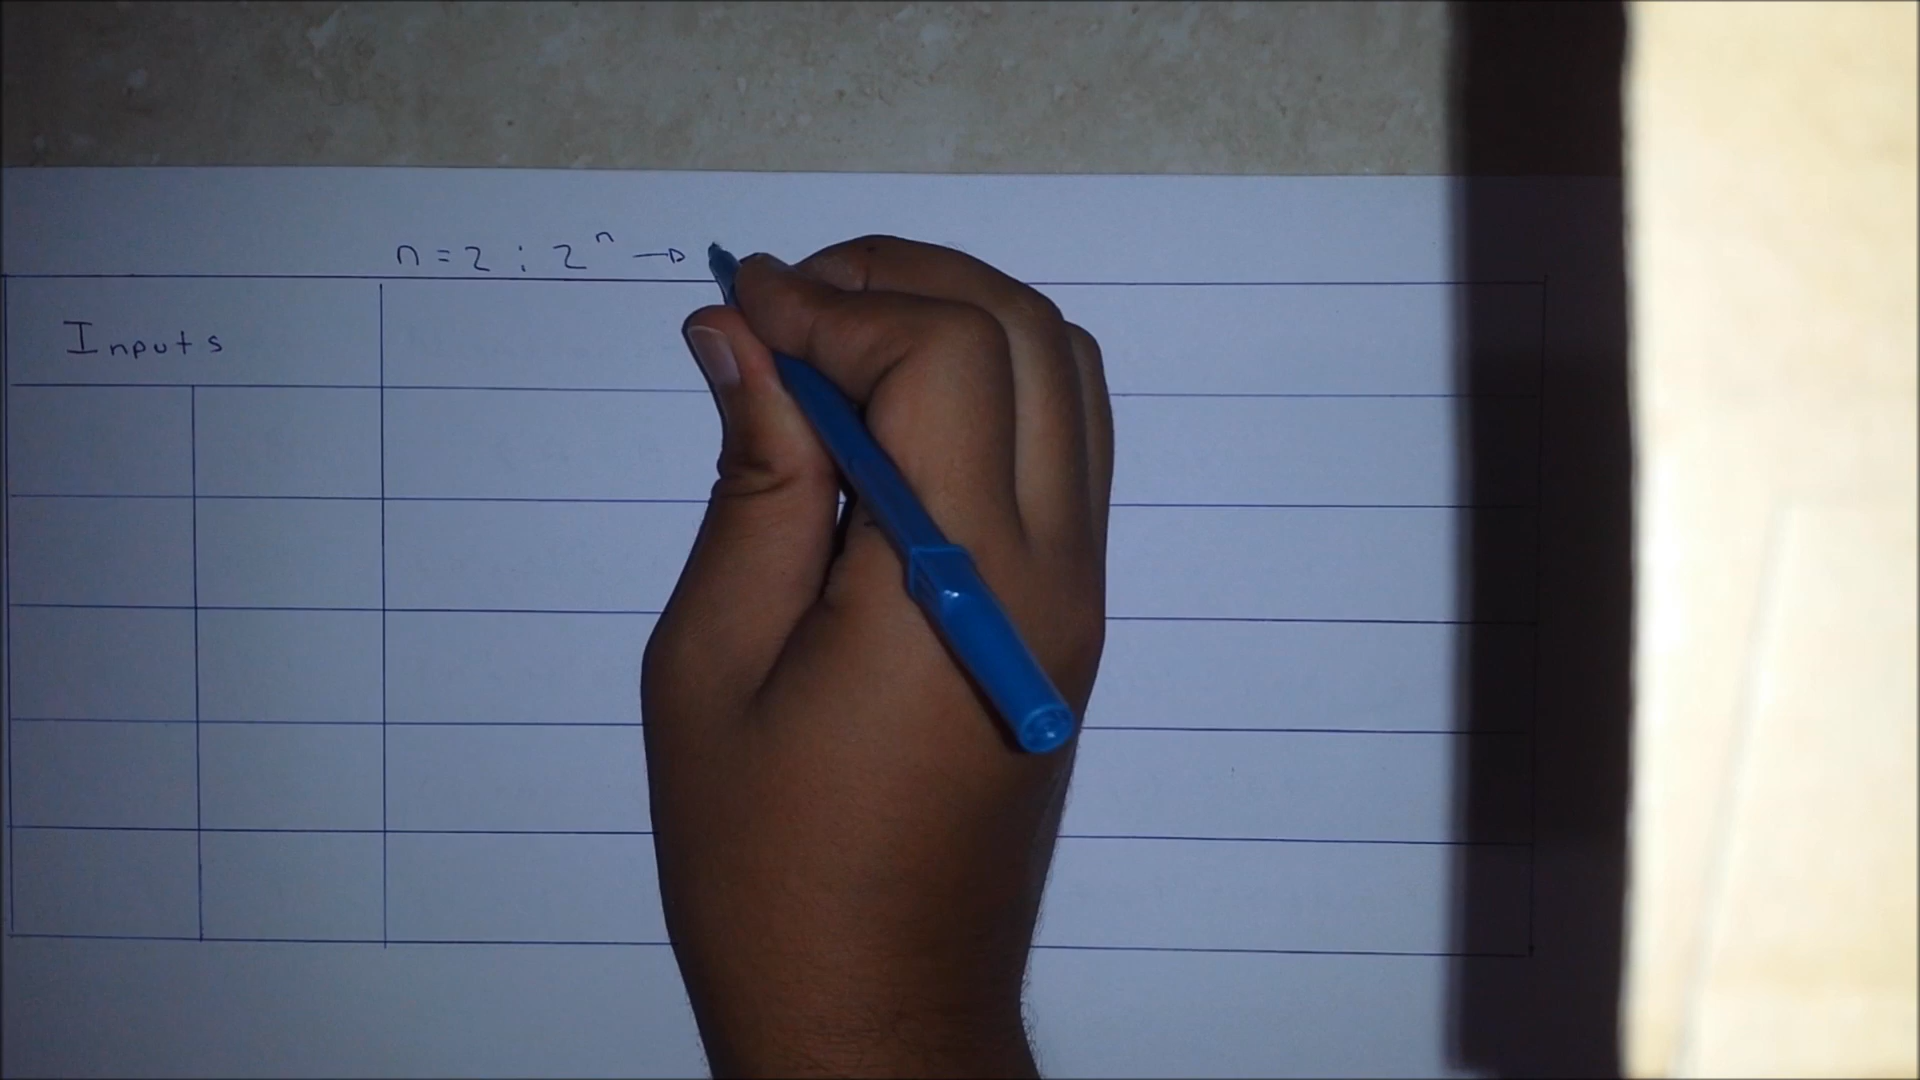 n = 2 : 2ⁿ →
Inputs